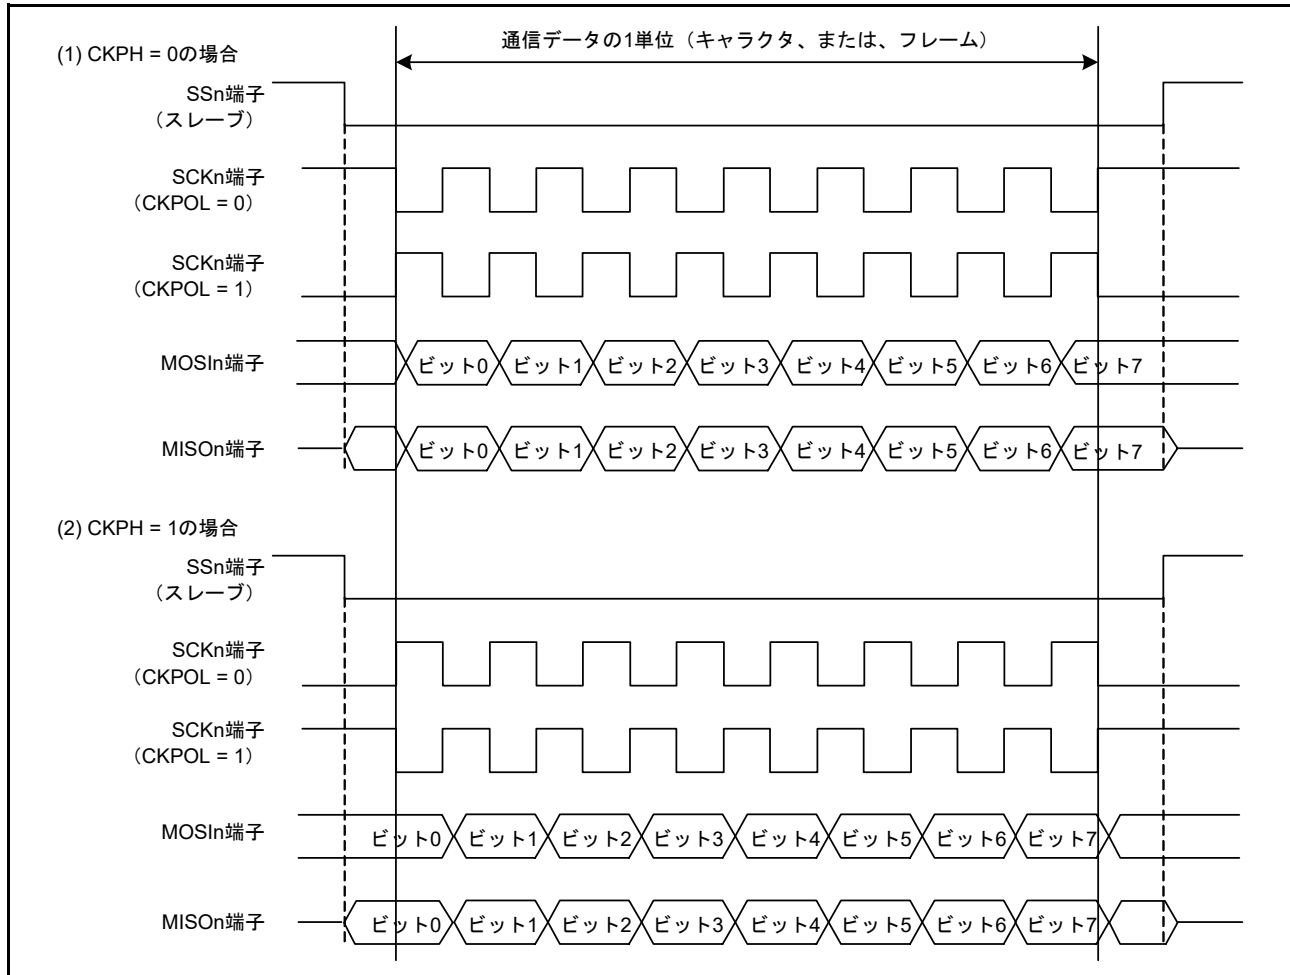 通信データの1単位（キャラクタ、または、フレーム）
(1) CKPH = 0の場合
SSn端子
（スレーブ）
SCKn端子
（CKPOL = 0）
SCKn端子
（CKPOL = 1）
MOSIn端子
ビット0 ビット1 ビット2 ビット3 ビット4 ビット5 ビット6 ビット7
MISOn端子
ビット0 ビット1 ビット2 ビット3 ビット4 ビット5 ビット6 ビット7
(2) CKPH = 1の場合
SSn端子
（スレーブ）
SCKn端子
（CKPOL = 0）
SCKn端子
（CKPOL = 1）
MOSIn端子
ビット0 ビット1 ビット2 ビット3 ビット4 ビット5 ビット6 ビット7
MISOn端子
ビット0 ビット1 ビット2 ビット3 ビット4 ビット5 ビット6 ビット7